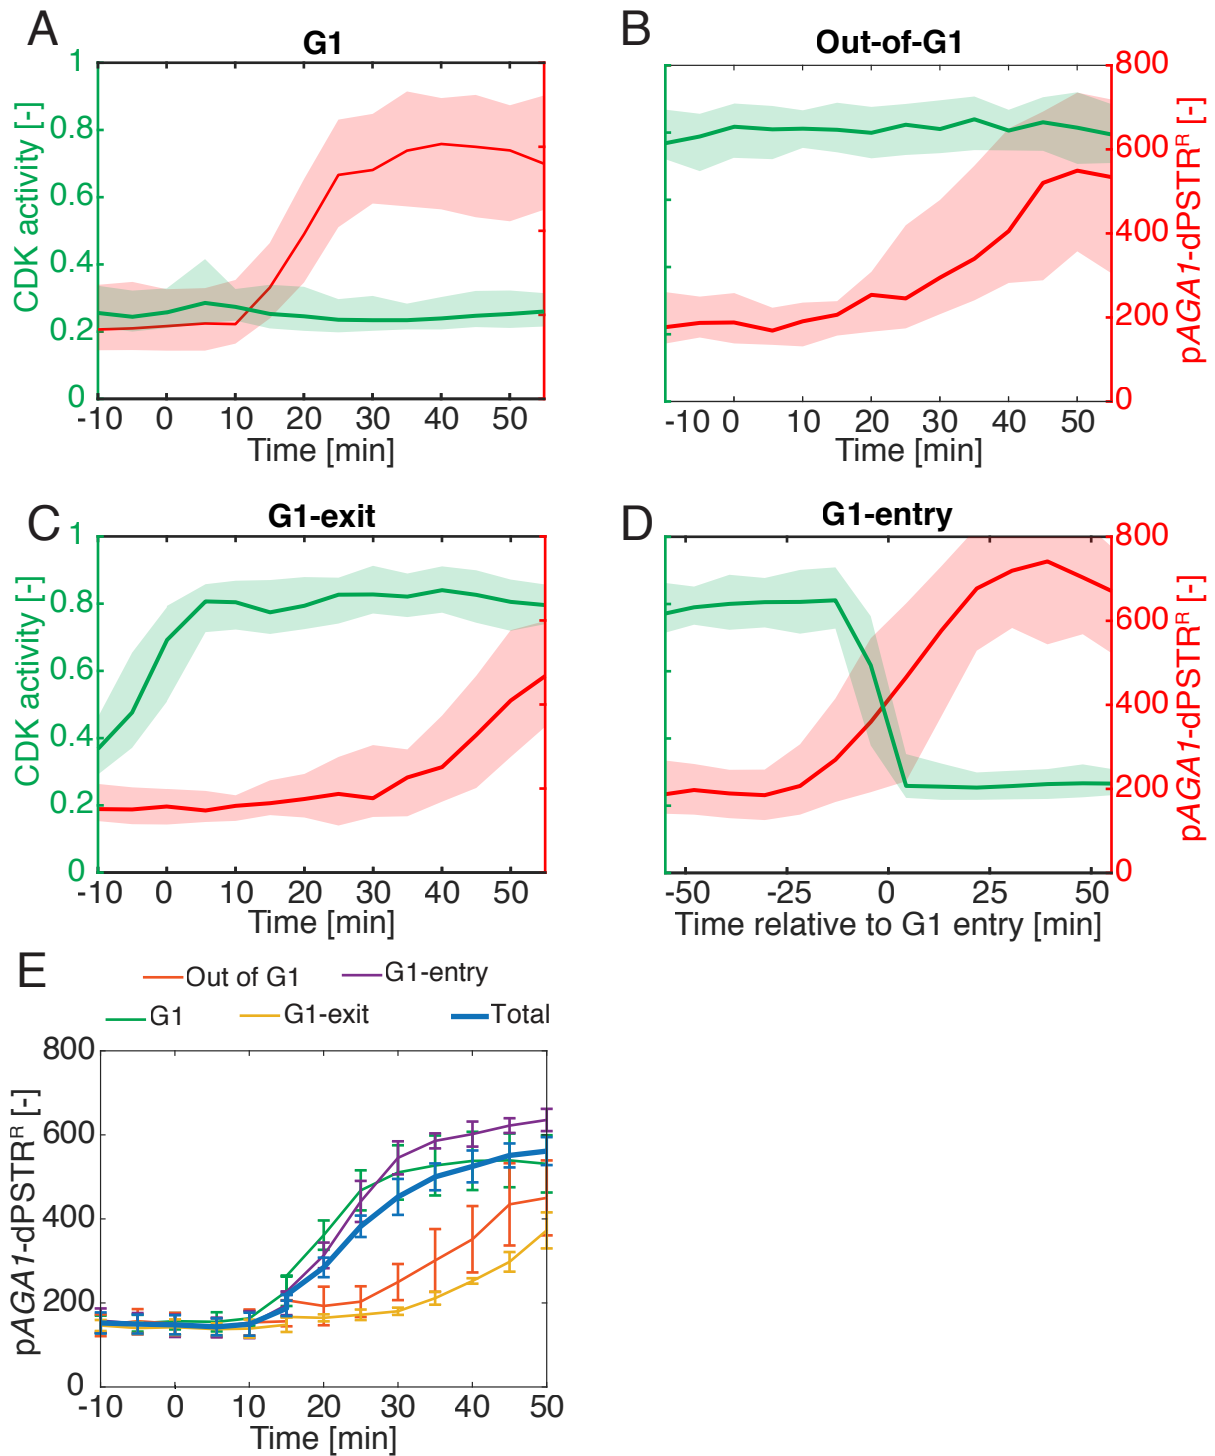 A
G1
B
Out-of-G1
CDK activity [-]
1
0.8
0.6
0.4
0.2
0
-10
0
10
20
30
40
50
Time [min]
-10
0
10
20
30
40
50
Time [min]
800
600
400
200
0
pAGA1-dPSTRᴿ [-]
C
G1-exit
D
G1-entry
CDK activity [-]
1
0.8
0.6
0.4
0.2
0
-10
0
10
20
30
40
50
Time [min]
-50
-25
0
25
50
Time relative to G1 entry [min]
800
600
400
200
0
pAGA1-dPSTRᴿ [-]
E
Out of G1
G1-entry
G1
G1-exit
Total
pAGA1-dPSTRᴿ [-]
800
600
400
200
0
-10
0
10
20
30
40
50
Time [min]